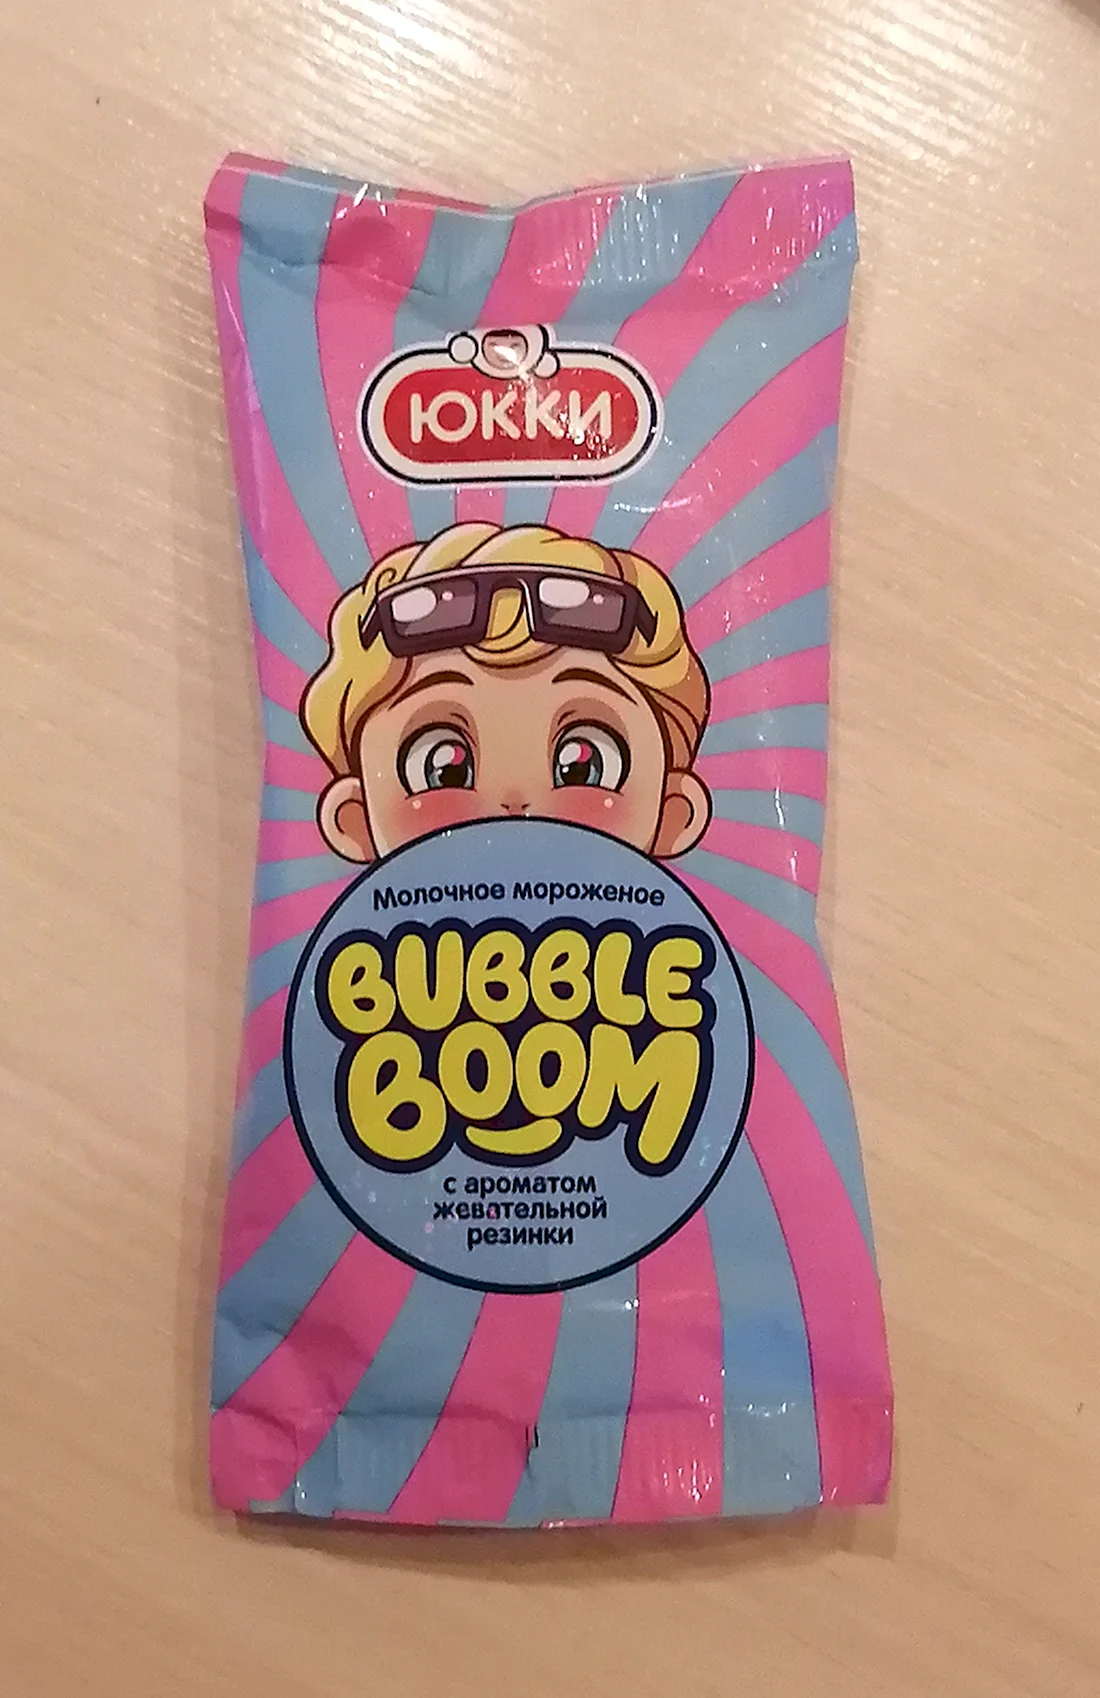 ЮККИ
Молочное мороженое
BUBBLE
BOOM
с ароматом
жевательной
резинки